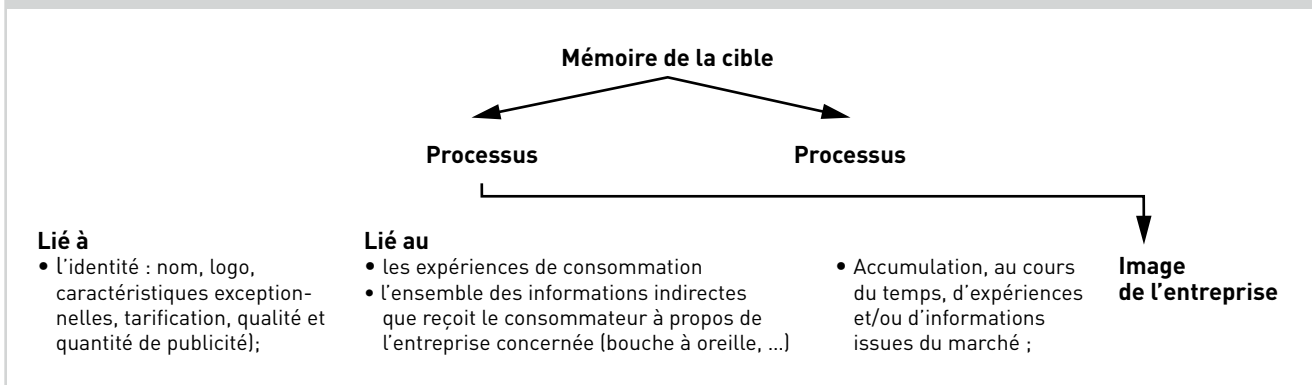 Mémoire de la cible
Processus
Processus
Lié à
• l'identité : nom, logo,
caractéristiques exception-
nelles, tarification, qualité et
quantité de publicité);
Lié au
• les expériences de consommation
• l'ensemble des informations indirectes
que reçoit le consommateur à propos de
l'entreprise concernée (bouche à oreille, ...)
• Accumulation, au cours
du temps, d'expériences
et/ou d'informations
issues du marché ;
Image
de l'entreprise